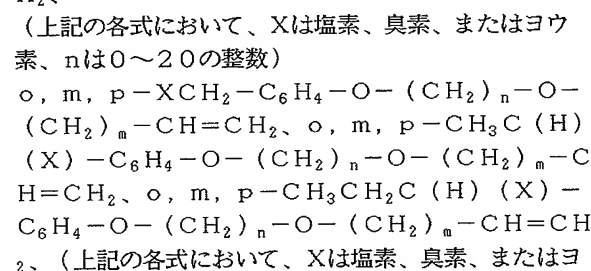 （上記の各式において、Xは塩素、臭素、またはヨウ
素、nは0～20の整数）
o，m，p－XCH₂－C₆H₄－O－（CH₂）ₙ－O－
（CH₂）ₘ－CH＝CH₂、o，m，p－CH₃C（H）
（X）－C₆H₄－O－（CH₂）ₙ－O－（CH₂）ₘ－C
H＝CH₂、o，m，p－CH₃CH₂C（H）（X）－
C₆H₄－O－（CH₂）ₙ－O－（CH₂）ₘ－CH＝CH
₂、（上記の各式において、Xは塩素、臭素、またはヨ